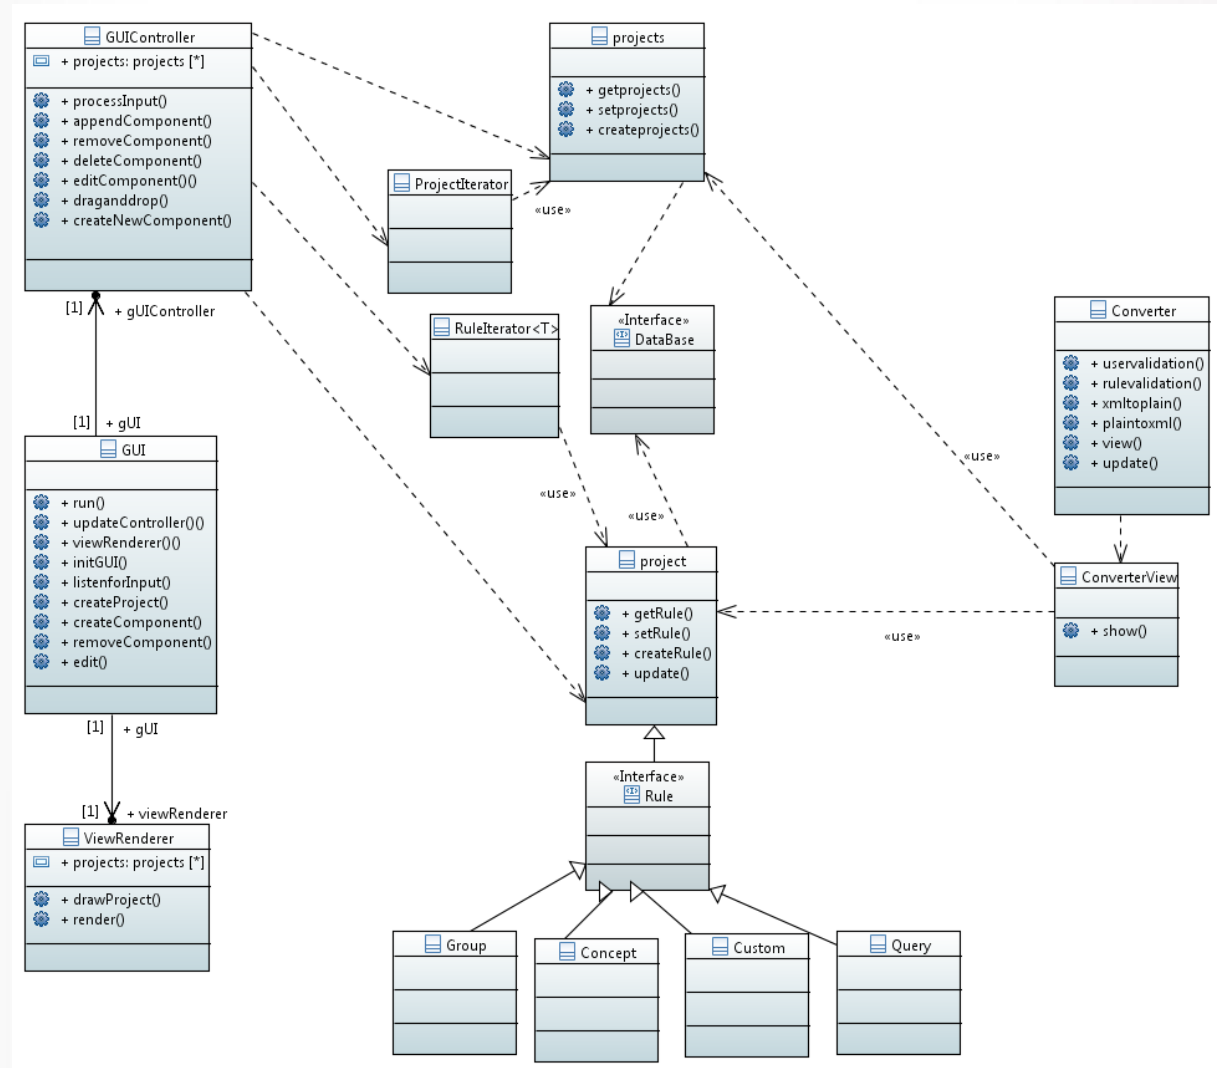 GUIController
+ projects: projects [*]
+ processInput()
+ appendComponent()
+ removeComponent()
+ deleteComponent()
+ editComponent()()
+ draganddrop()
+ createNewComponent()
[1] + gUIController
[1] + gUI
GUI
+ run()
+ updateController()()
+ viewRenderer()()
+ initGUI()
+ listenforInput()
+ createProject()
+ createComponent()
+ removeComponent()
+ edit()
[1] + gUI
[1] + viewRenderer
ViewRenderer
+ projects: projects [*]
+ drawProject()
+ render()
projects
+ getprojects()
+ setprojects()
+ createprojects()
ProjectIterator
«use»
RuleIterator<T>
«Interface»
DataBase
«use»
«use»
project
+ getRule()
+ setRule()
+ createRule()
+ update()
«Interface»
Rule
Group
Concept
Custom
Query
«use»
«use»
Converter
+ uservalidation()
+ rulevalidation()
+ xmltoplain()
+ plaintoxml()
+ view()
+ update()
ConverterView
+ show()